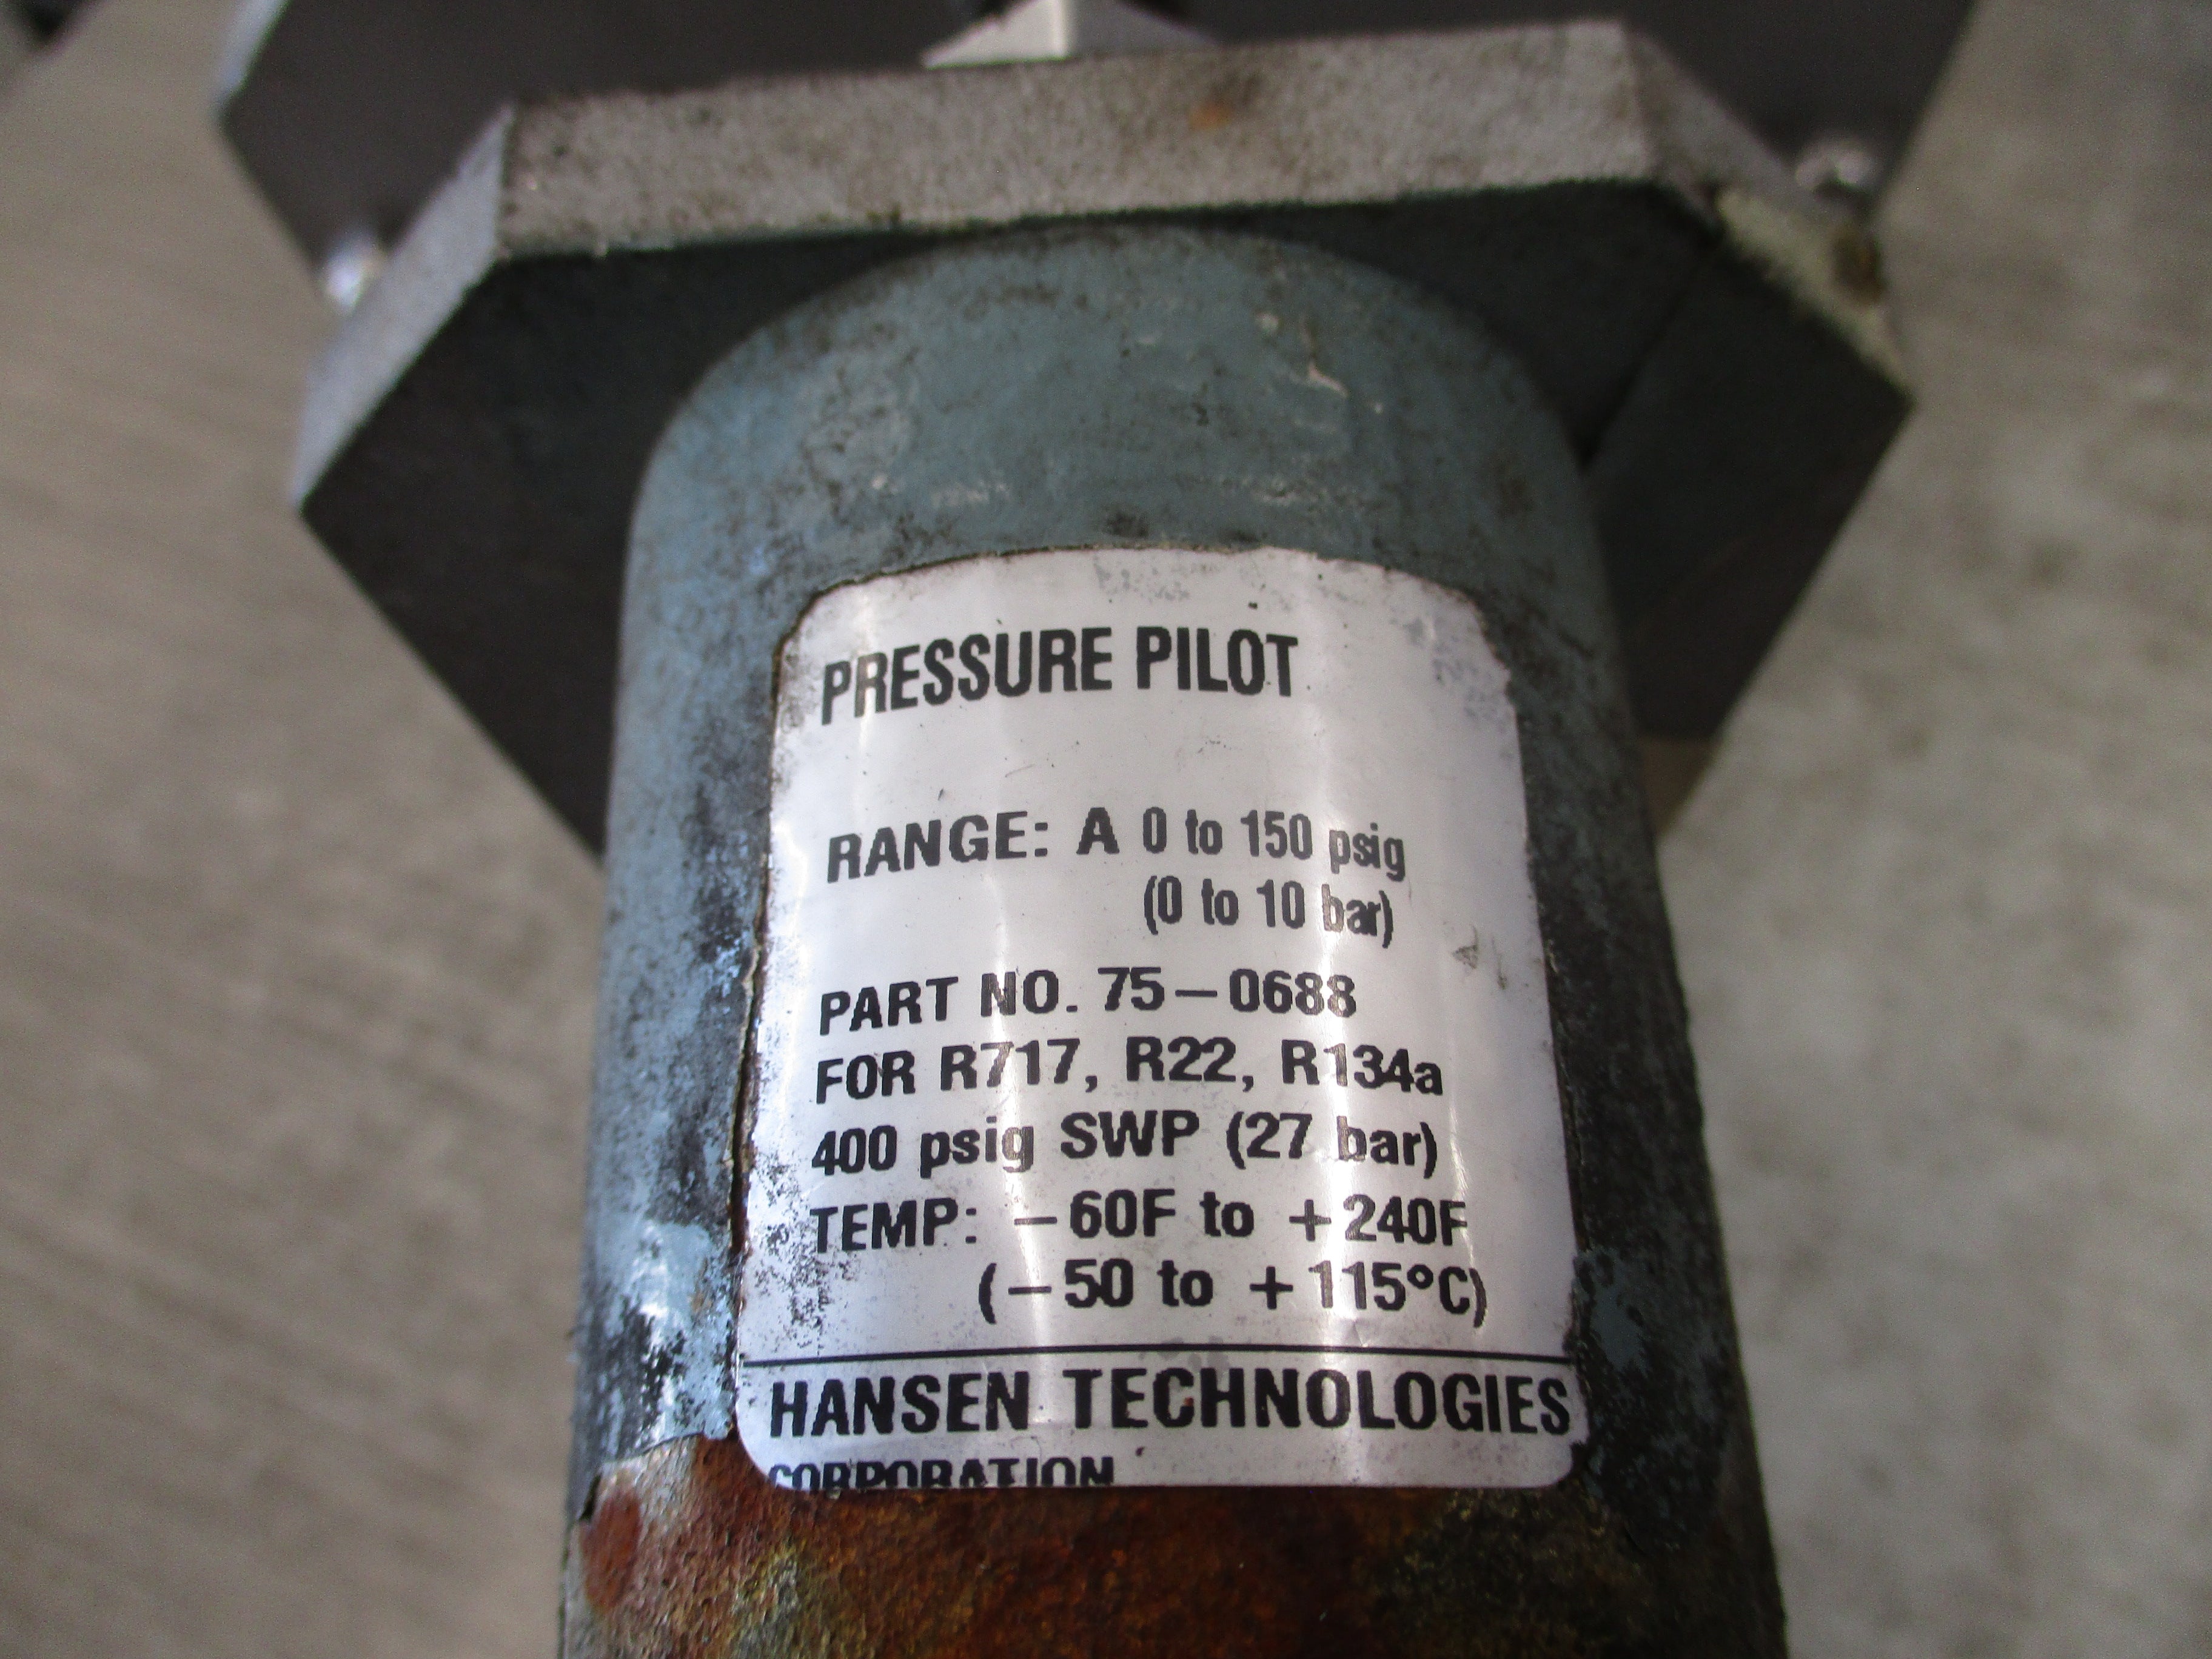 PRESSURE PILOT
RANGE: A 0 to 150 psig
(0 to 10 bar)
PART NO. 75-0688
FOR R717, R22, R134a
400 psig SWP (27 bar)
TEMP: -60F to +240F
(-50 to +115°C)
HANSEN TECHNOLOGIES
CORPORATION